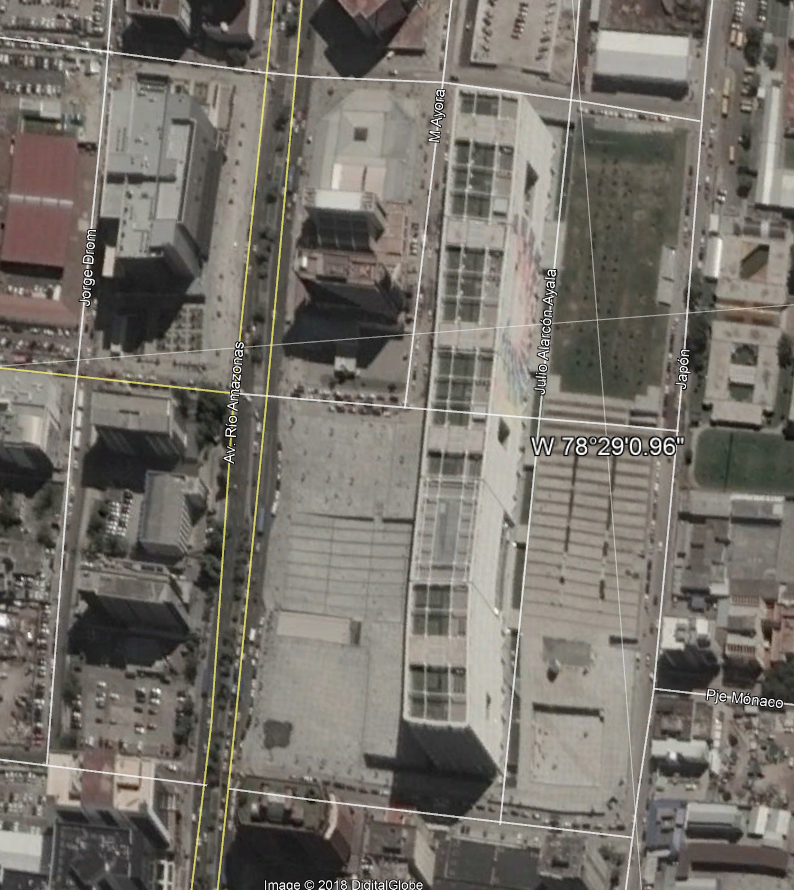 M Ayora
Jorge Drom
Julio Alarcón Ayala
Av. Río Amazonas
Japón
W 78°29'0.96"
Pje Mónaco
Image © 2018 DigitalGlobe